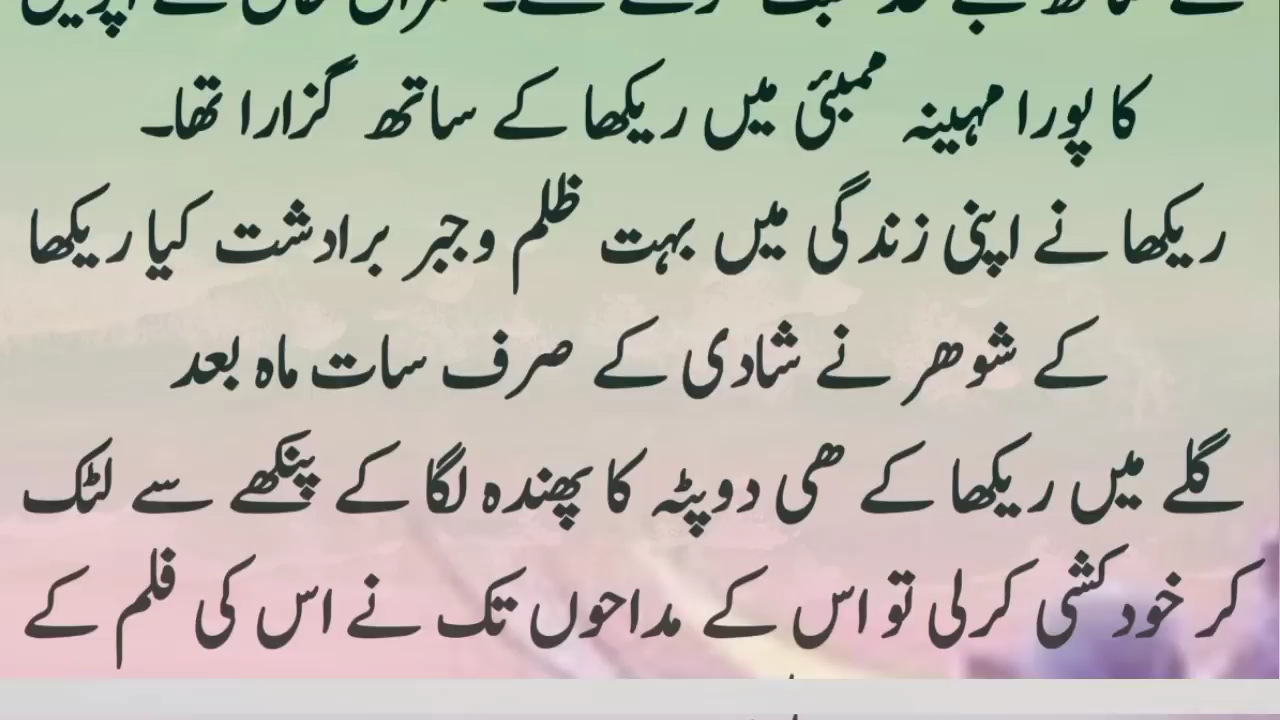 کا پورا مہینہ ممبئی میں ریکھا کے ساتھ گزارا تھا۔
ریکھا نے اپنی زندگی میں بہت ظلم و جبر برادشت کیا ریکھا
کے شوھر نے شادی کے صرف سات ماہ بعد
گلے میں ریکھا کے ھی دوپٹہ کا پھندہ لگا کے پنکھے سے لٹک
کر خودکشی کرلی تو اس کے مداحوں تک نے اس کی فلم کے